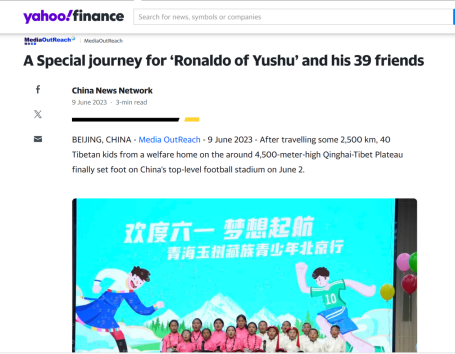 yahoo!finance
Search for news, symbols or companies
MediaOutReach MediaOutReach
A Special journey for ‘Ronaldo of Yushu’ and his 39 friends
China News Network
9 June 2023 · 3-min read
BEIJING, CHINA - Media OutReach - 9 June 2023 - After travelling some 2,500 km, 40
Tibetan kids from a welfare home on the around 4,500-meter-high Qinghai-Tibet Plateau
finally set foot on China's top-level football stadium on June 2.
欢度六一 梦想起航
青海玉树藏族青少年北京行
10